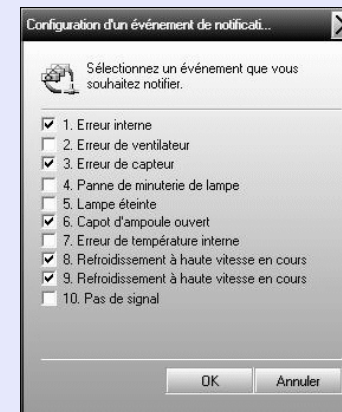 Configuration d'un événement de notificati...
Sélectionnez un événement que vous
souhaitez notifier.
1. Erreur interne
2. Erreur de ventilateur
3. Erreur de capteur
4. Panne de minuterie de lampe
5. Lampe éteinte
6. Capot d'ampoule ouvert
7. Erreur de température interne
8. Refroidissement à haute vitesse en cours
9. Refroidissement à haute vitesse en cours
10. Pas de signal
OK Annuler